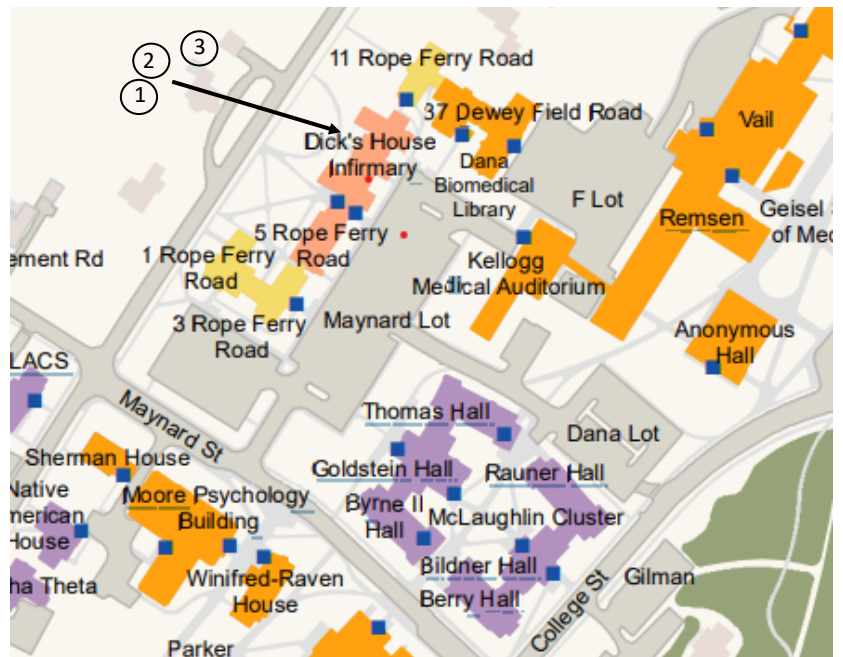 3
2
1
11 Rope Ferry Road
37 Dewey Field Road
Vail
Dick's House
Infirmary
Dana
Biomedical
Library
F Lot
Remsen
Geisel
of Med
5 Rope Ferry
Road
1 Rope Ferry
Road
ement Rd
Kellogg
Medical Auditorium
3 Rope Ferry
Road
Maynard Lot
Anonymous
Hall
LACS
Maynard St
Thomas Hall
Dana Lot
Sherman House
Goldstein Hall
Rauner Hall
Native
merican
House
Moore Psychology
Building
Byrne II
Hall
McLaughlin Cluster
Bildner Hall
Winifred-Raven
House
ha Theta
Berry Hall
College St
Gilman
Parker